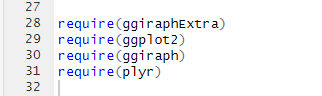 27
28 require(ggiraphExtra)
29 require(ggplot2)
30 require(ggiraph)
31 require(plyr)
32